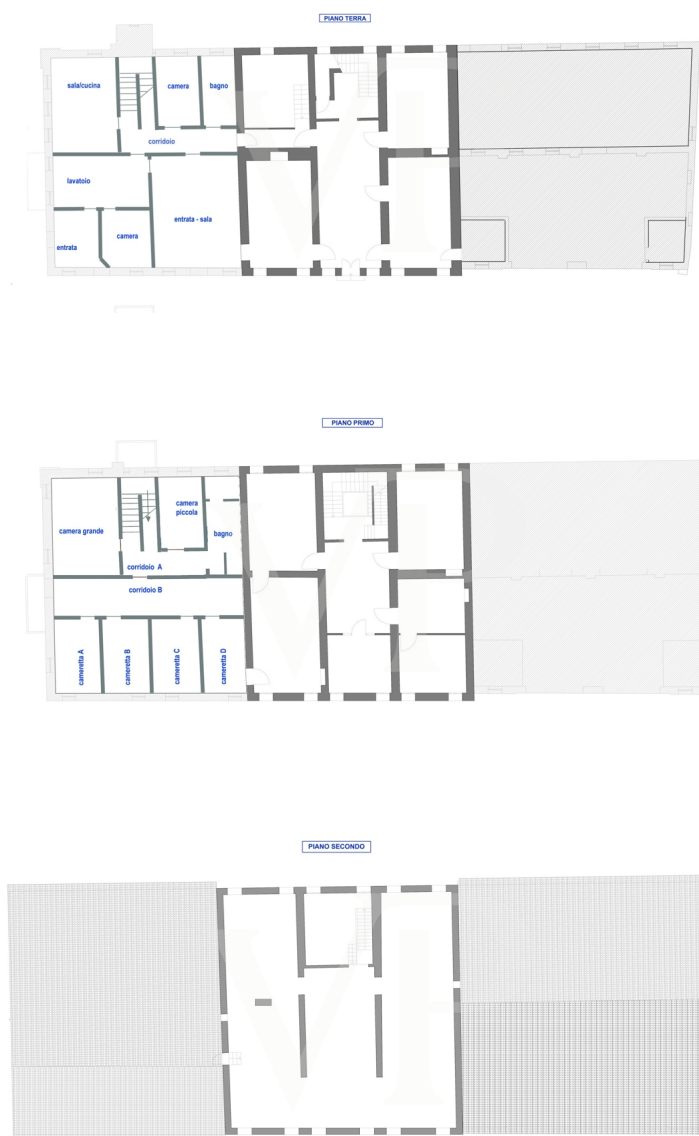 PIANO TERRA
sala/cucina
camera
bagno
corridoio
lavatoio
entrata - sala
camera
entrata
PIANO PRIMO
camera grande
camera
piccola
bagno
corridoio A
corridoio B
cameretta A
cameretta B
cameretta C
cameretta D
PIANO SECONDO